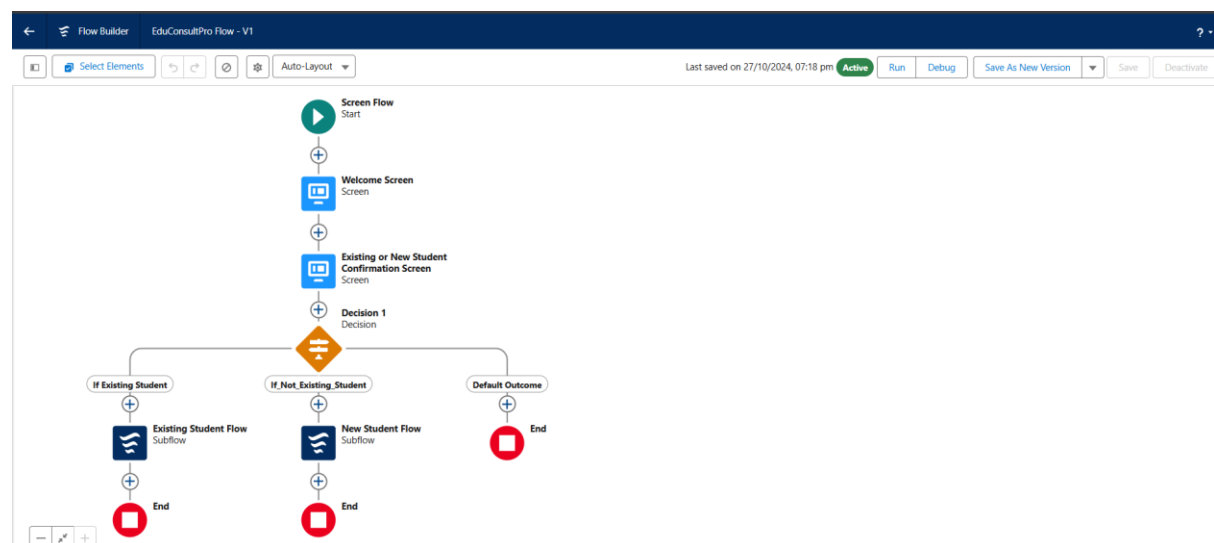 Flow Builder
EduConsultPro Flow - V1
?
Select Elements
Auto-Layout
Last saved on 27/10/2024, 07:18 pm
Active
Run
Debug
Save As New Version
Save
Deactivate
Screen Flow
Start
Welcome Screen
Screen
Existing or New Student
Confirmation Screen
Screen
Decision 1
Decision
If Existing Student
If_Not_Existing_Student
Default Outcome
Existing Student Flow
Subflow
New Student Flow
Subflow
End
End
End